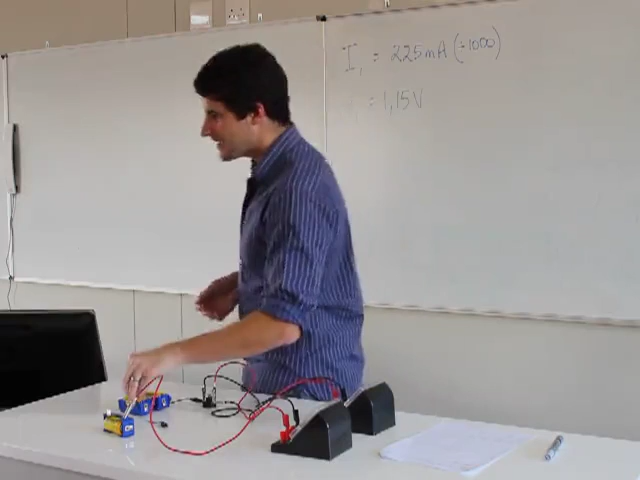 I₁ = 225mA (÷1000)
= 1,15V